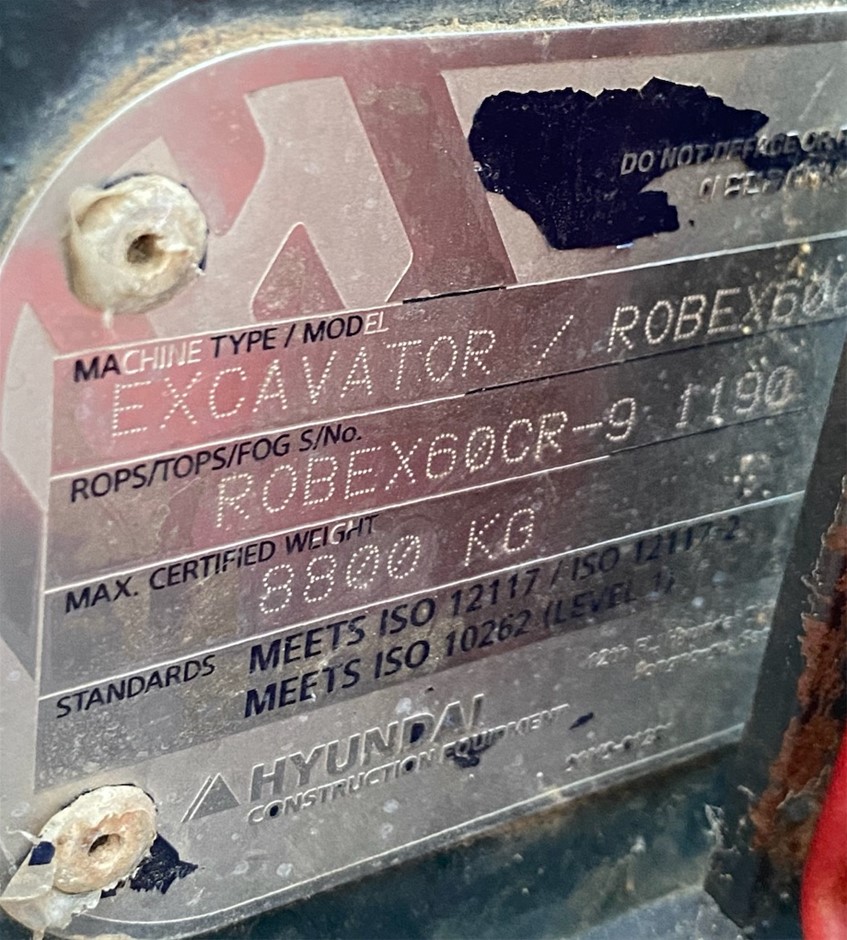 DO NOT DEFACE OR
MACHINE TYPE / MODEL
EXCAVATOR / ROBEX60C
ROPS/TOPS/FOG S/No.
ROBEX60CR-9 1190
MAX. CERTIFIED WEIGHT
8800 KG
STANDARDS
MEETS ISO 12117 / ISO 12117-2
MEETS ISO 10262 (LEVEL 1)
HYUNDAI
CONSTRUCTION EQUIPMENT